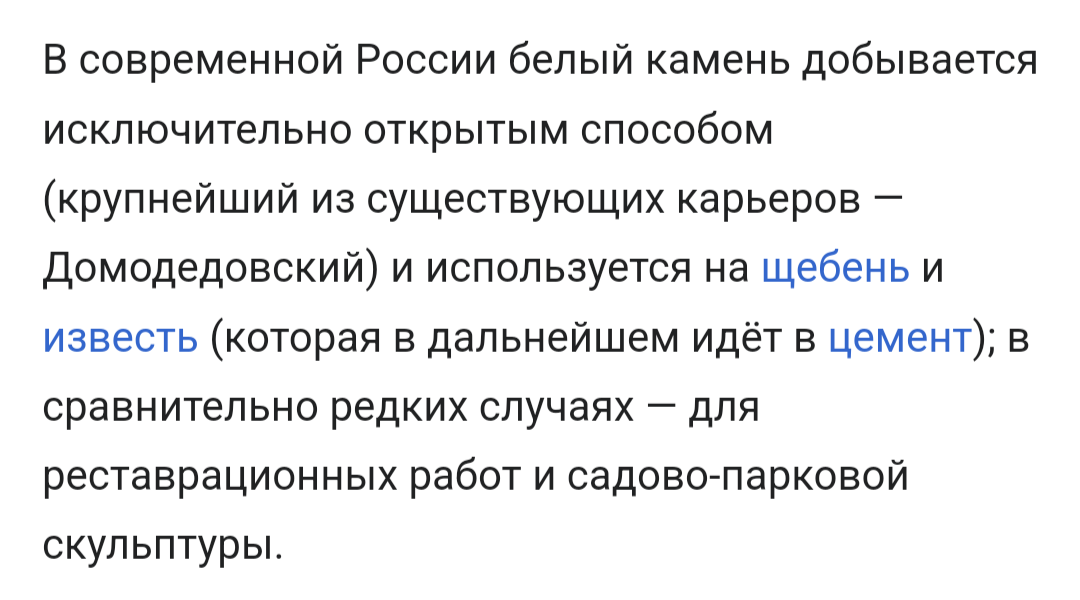 В современной России белый камень добывается
исключительно открытым способом
(крупнейший из существующих карьеров —
Домодедовский) и используется на щебень и
известь (которая в дальнейшем идёт в цемент); в
сравнительно редких случаях — для
реставрационных работ и садово-парковой
скульптуры.